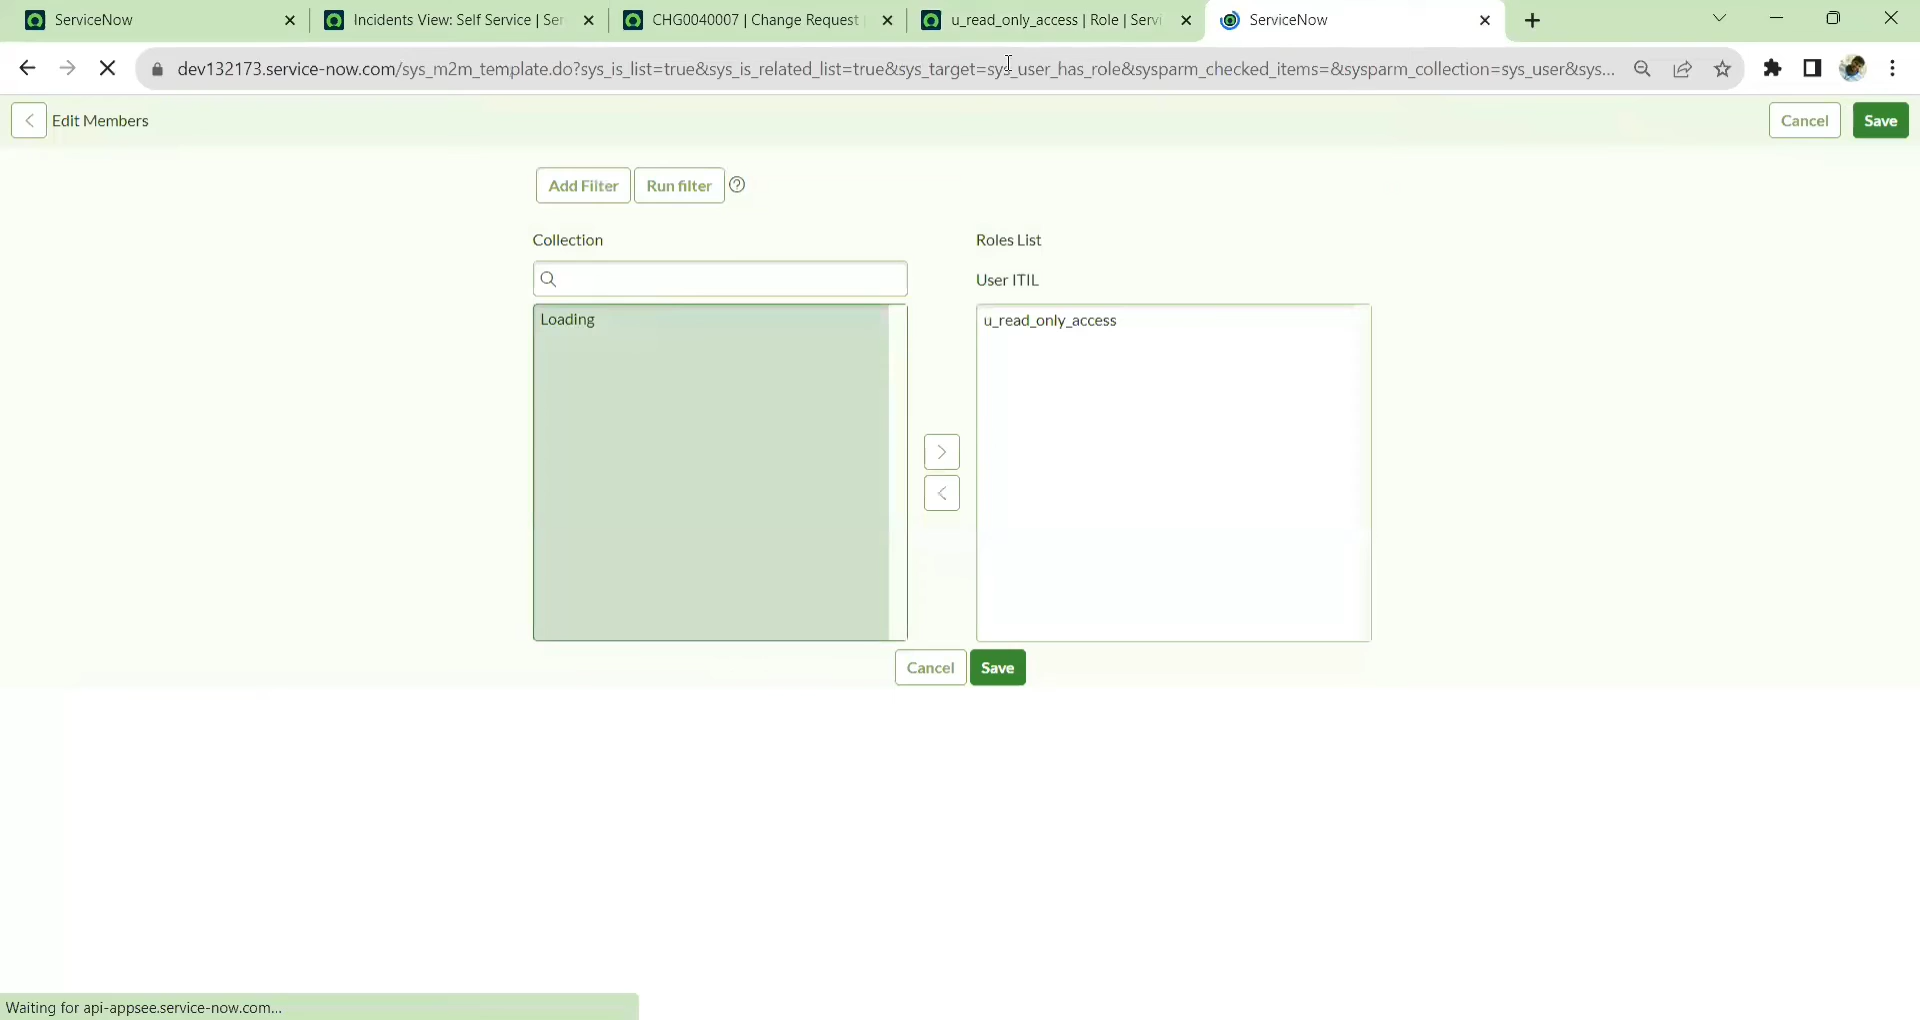 ServiceNow
Incidents View: Self Service | Ser
CHG0040007 | Change Request
u_read_only_access | Role | Servi
ServiceNow
dev132173.service-now.com/sys_m2m_template.do?sys_is_list=true&sys_is_related_list=true&sys_target=sys_user_has_role&sysparm_checked_items=&sysparm_collection=sys_user&sys...
Edit Members
Cancel
Save
Add Filter
Run filter
Collection
Roles List
User ITIL
Loading
u_read_only_access
Cancel
Save
Waiting for api-appsee.service-now.com...